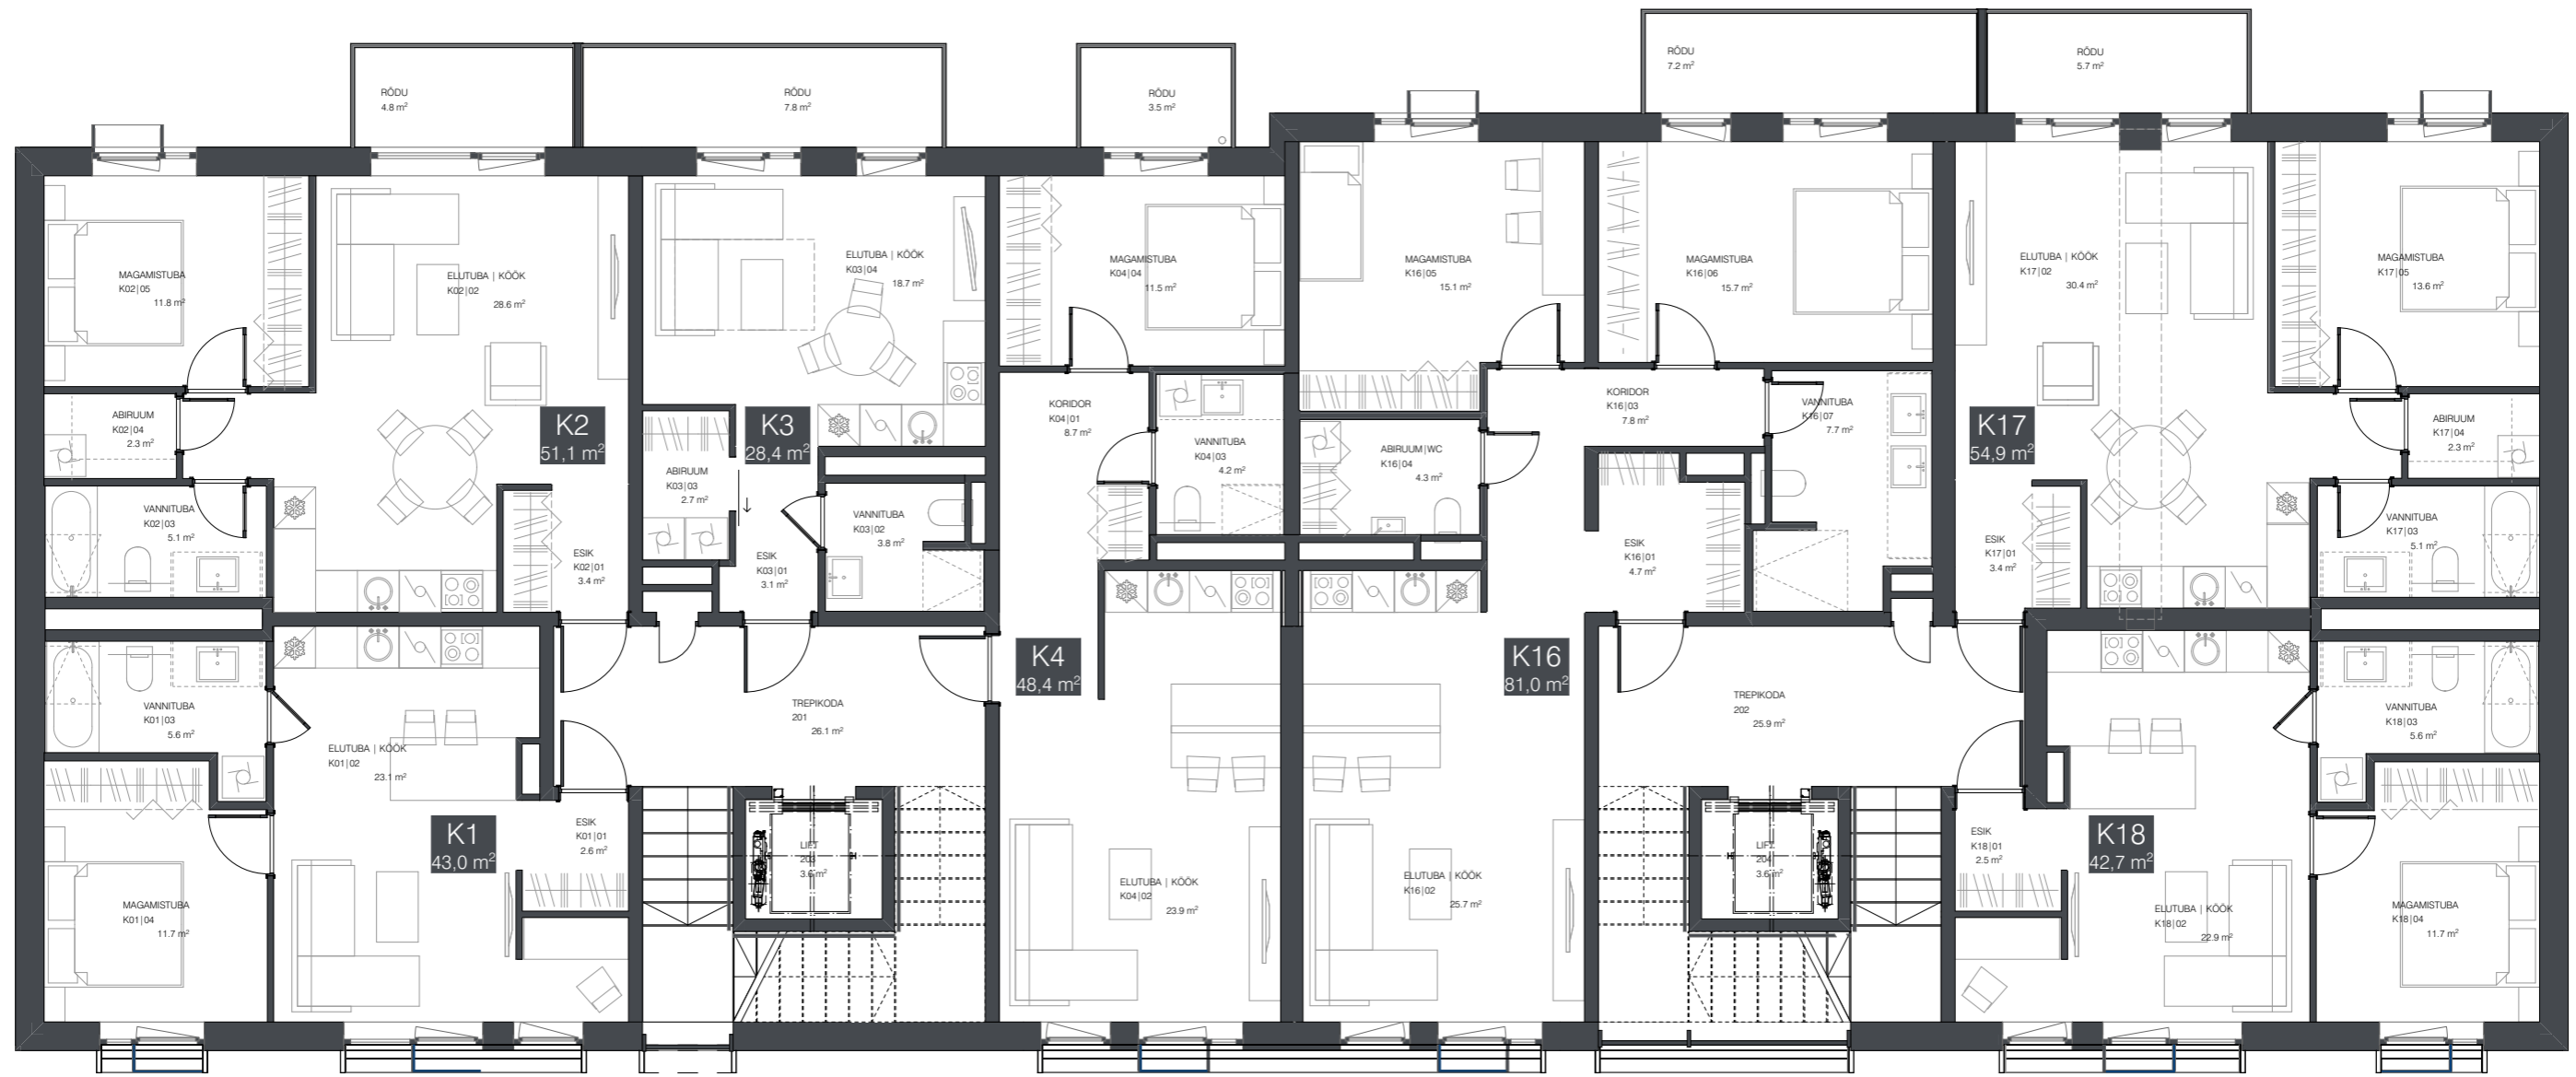 RÕDU
4.8 m²
RÕDU
7.8 m²
RÕDU
3.5 m²
RÕDU
7.2 m²
RÕDU
5.7 m²
MAGAMISTUBA
K02|05
11.8 m²
ELUTUBA | KÖÖK
K02|02
28.6 m²
ABIRUUM
K02|04
2.3 m²
VANNITUBA
K02|03
5.1 m²
ESIK
K02|01
3.4 m²
K2
51,1 m²
ELUTUBA | KÖÖK
K03|04
18.7 m²
K3
28,4 m²
ABIRUUM
K03|03
2.7 m²
VANNITUBA
K03|02
3.8 m²
ESIK
K03|01
3.1 m²
MAGAMISTUBA
K04|04
11.5 m²
KORIDOR
K04|01
8.7 m²
VANNITUBA
K04|03
4.2 m²
K4
48,4 m²
ELUTUBA | KÖÖK
K04|02
23.9 m²
MAGAMISTUBA
K16|05
15.1 m²
MAGAMISTUBA
K16|06
15.7 m²
KORIDOR
K16|03
7.8 m²
VANNITUBA
K16|07
7.7 m²
ABIRUUM|WC
K16|04
4.3 m²
ESIK
K16|01
4.7 m²
K16
81,0 m²
ELUTUBA | KÖÖK
K16|02
25.7 m²
ELUTUBA | KÖÖK
K17|02
30.4 m²
MAGAMISTUBA
K17|05
13.6 m²
K17
54,9 m²
ABIRUUM
K17|04
2.3 m²
VANNITUBA
K17|03
5.1 m²
ESIK
K17|01
3.4 m²
VANNITUBA
K01|03
5.6 m²
ELUTUBA | KÖÖK
K01|02
23.1 m²
K1
43,0 m²
ESIK
K01|01
2.6 m²
MAGAMISTUBA
K01|04
11.7 m²
TREPIKODA
201
26.1 m²
LIFT
203
3.6 m²
TREPIKODA
202
25.9 m²
LIFT
204
3.6 m²
VANNITUBA
K18|03
5.6 m²
ESIK
K18|01
2.5 m²
K18
42,7 m²
ELUTUBA | KÖÖK
K18|02
22.9 m²
MAGAMISTUBA
K18|04
11.7 m²